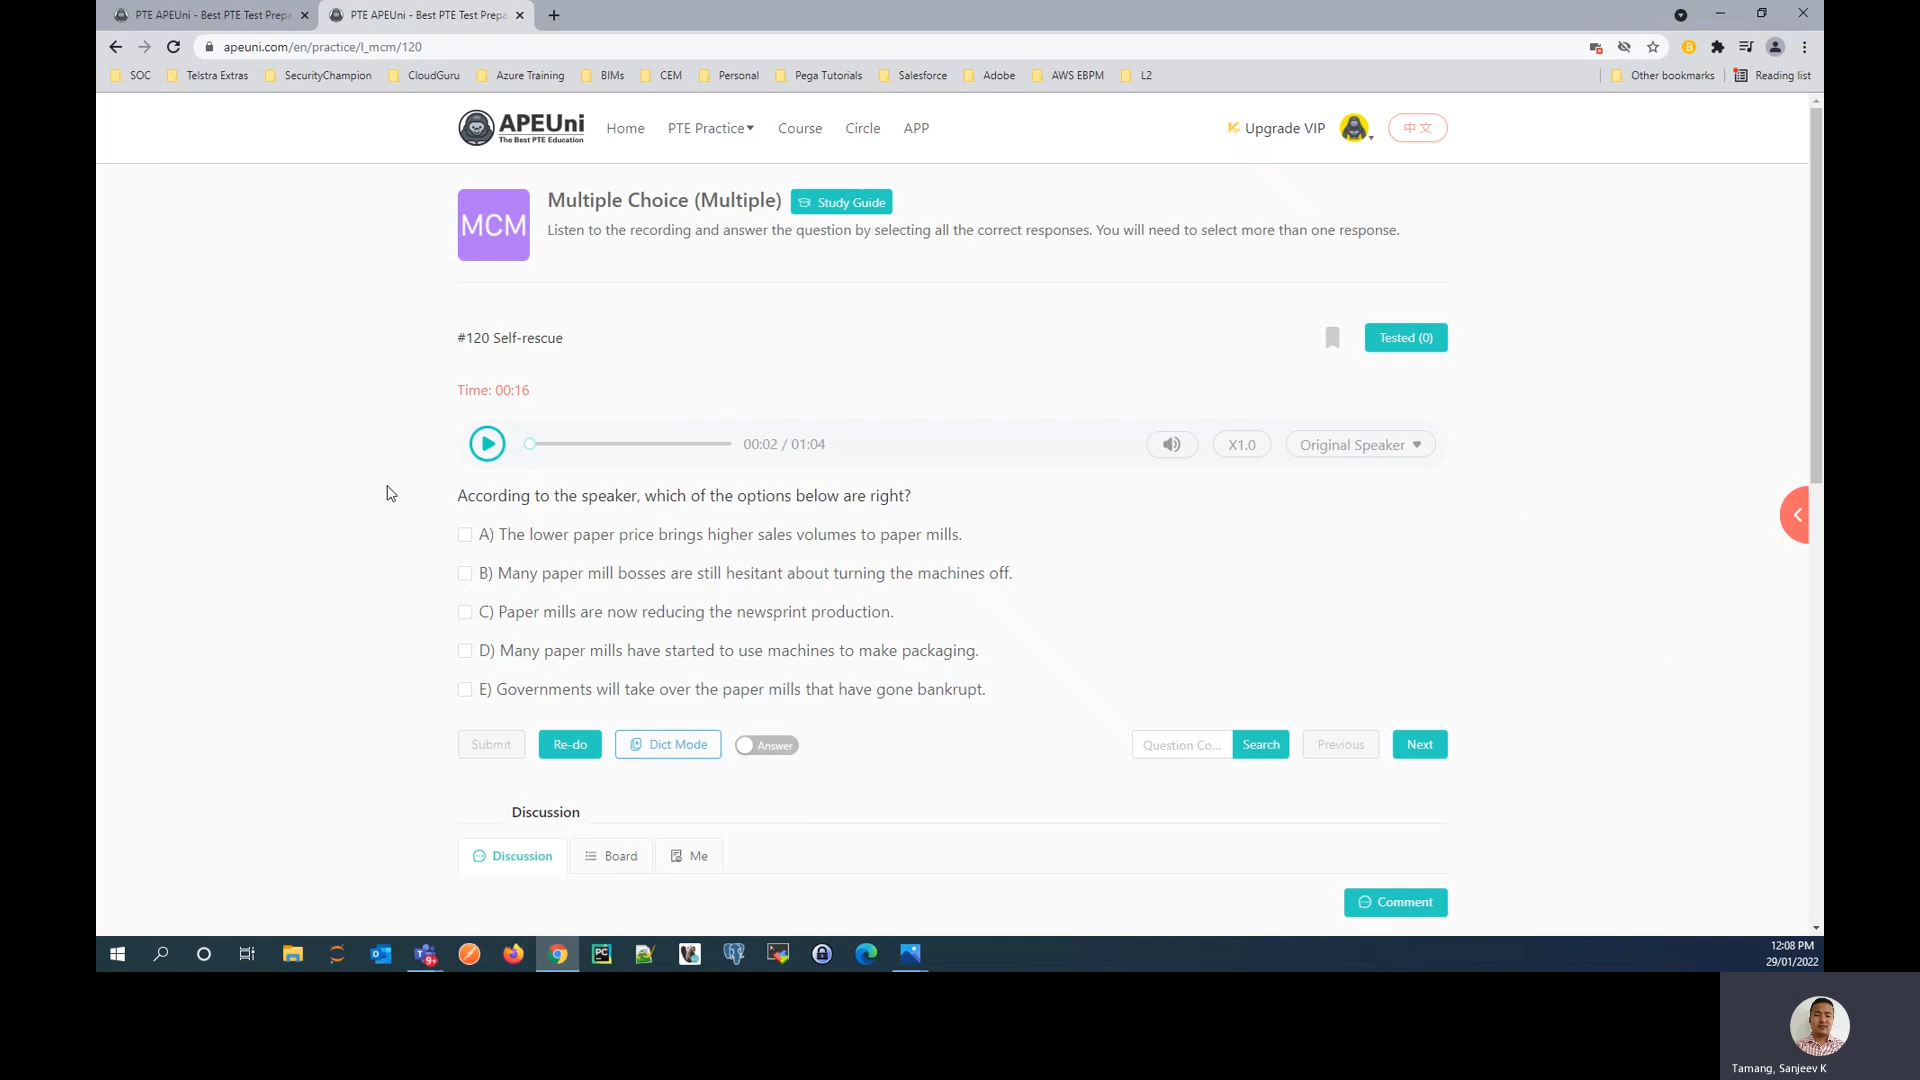 PTE APEUni - Best PTE Test Prepa
PTE APEUni - Best PTE Test Prepa
apeuni.com/en/practice/l_mcm/120
SOC
Telstra Extras
SecurityChampion
CloudGuru
Azure Training
BIMs
CEM
Personal
Pega Tutorials
Salesforce
Adobe
AWS EBPM
L2
Other bookmarks
Reading list
APEUni
The Best PTE Education
Home
PTE Practice
Course
Circle
APP
Upgrade VIP
中文
MCM
Multiple Choice (Multiple)
Study Guide
Listen to the recording and answer the question by selecting all the correct responses. You will need to select more than one response.
#120 Self-rescue
Tested (0)
Time: 00:16
00:02 / 01:04
X1.0
Original Speaker
According to the speaker, which of the options below are right?
A) The lower paper price brings higher sales volumes to paper mills.
B) Many paper mill bosses are still hesitant about turning the machines off.
C) Paper mills are now reducing the newsprint production.
D) Many paper mills have started to use machines to make packaging.
E) Governments will take over the paper mills that have gone bankrupt.
Submit
Re-do
Dict Mode
Answer
Question Co...
Search
Previous
Next
Discussion
Discussion
Board
Me
Comment
9+
PC
12:08 PM
29/01/2022
Tamang, Sanjeev K